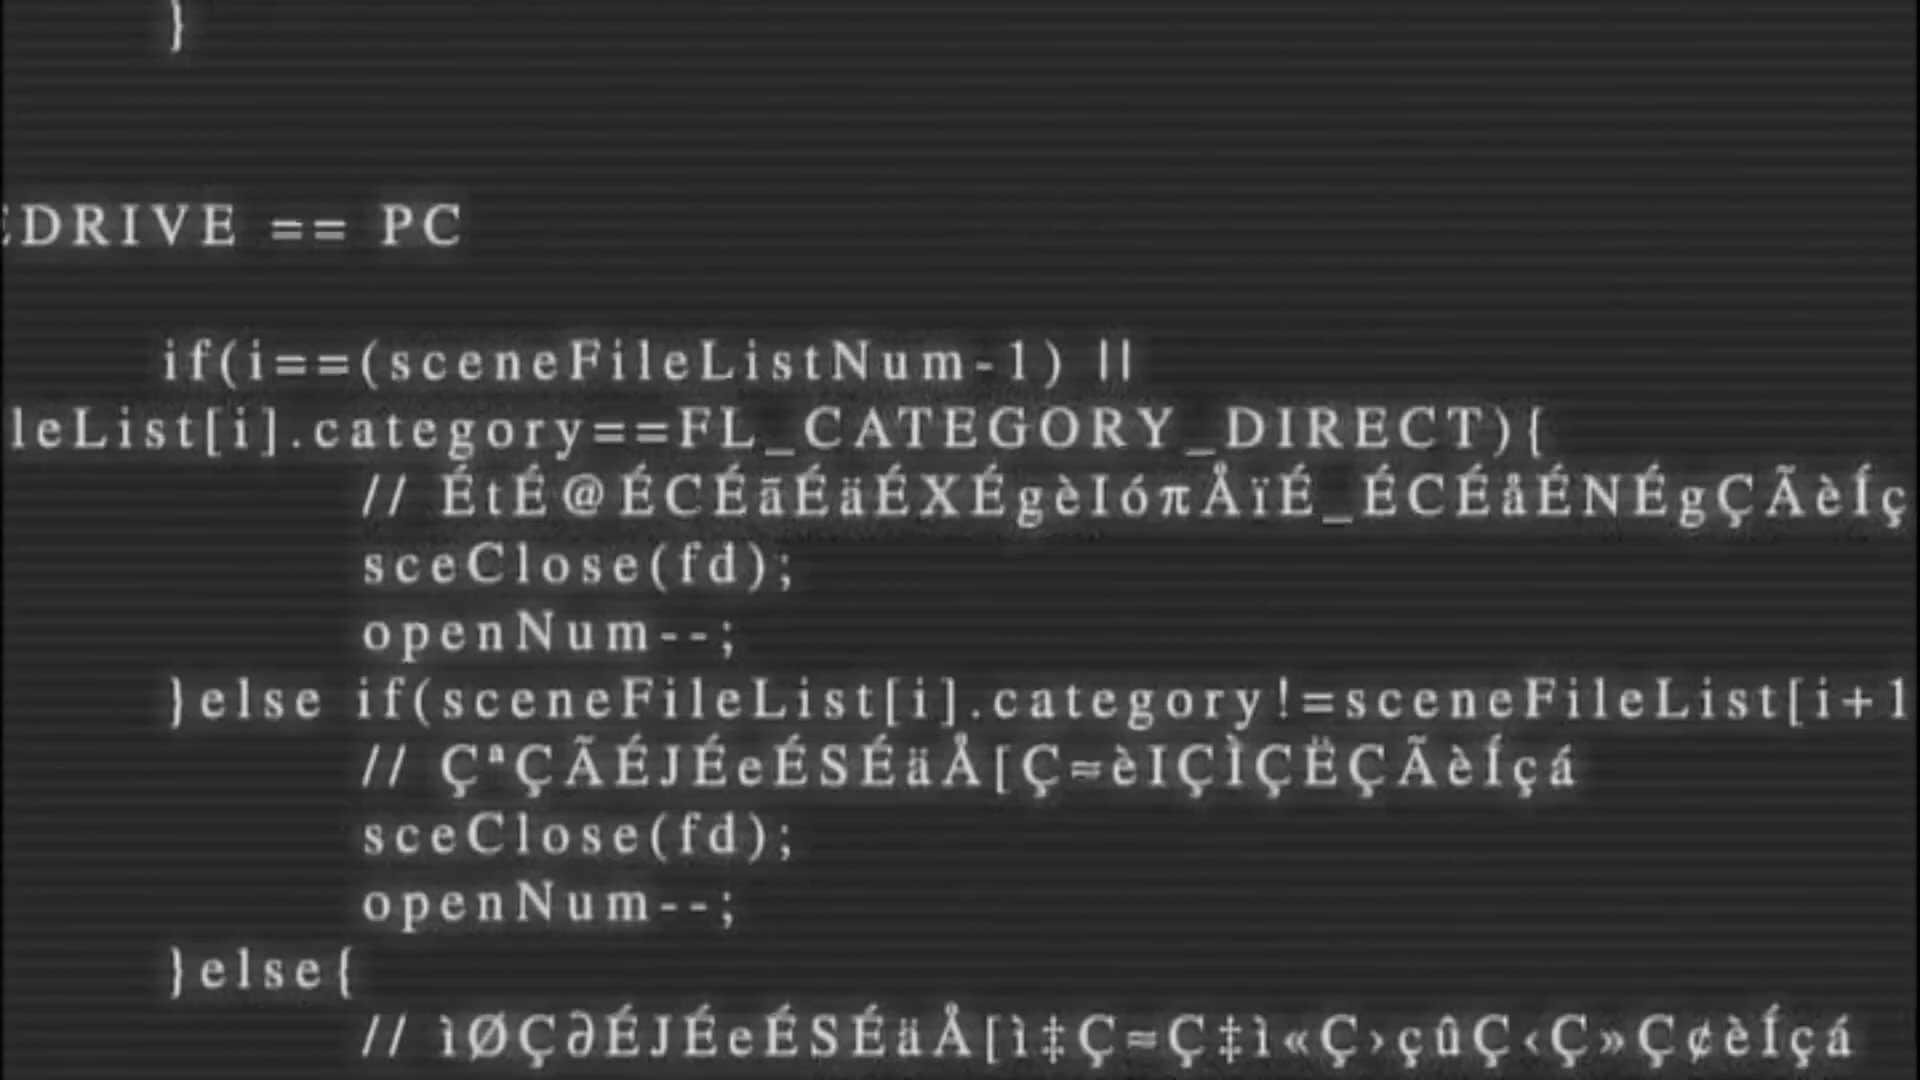 }
EDRIVE == PC
if(i==(sceneFileListNum-1) ||
leList[i].category==FL_CATEGORY_DIRECT){
// ÉtÉ@ÉCÉãÉäÉXÉgèIóπÅïÉ_ÉCÉåÉNÉgÇÃèÍç
sceClose(fd);
openNum--;
}else if(sceneFileList[i].category!=sceneFileList[i+1
// ÇªÇÃÉJÉeÉSÉäÅ[Ç≈èIÇÌÇËÇÃèÍçá
sceClose(fd);
openNum--;
}else{
// ìØÇ∂ÉJÉeÉSÉäÅ[ì‡Ç≈Ç‡ì«Ç›çûÇ‹Ç»Ç¢èÍçá